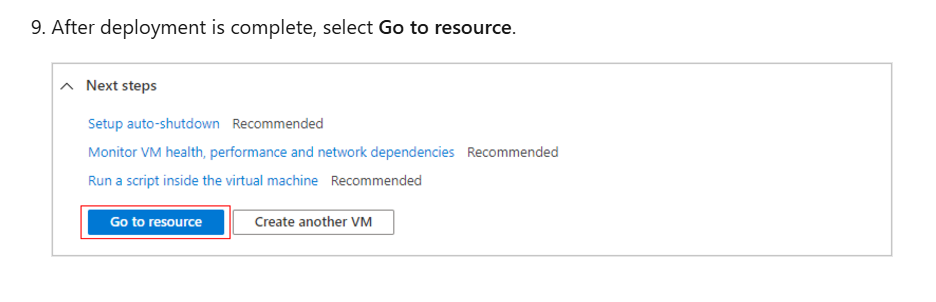 9. After deployment is complete, select Go to resource.
Next steps
Setup auto-shutdown Recommended
Monitor VM health, performance and network dependencies Recommended
Run a script inside the virtual machine Recommended
Go to resource Create another VM